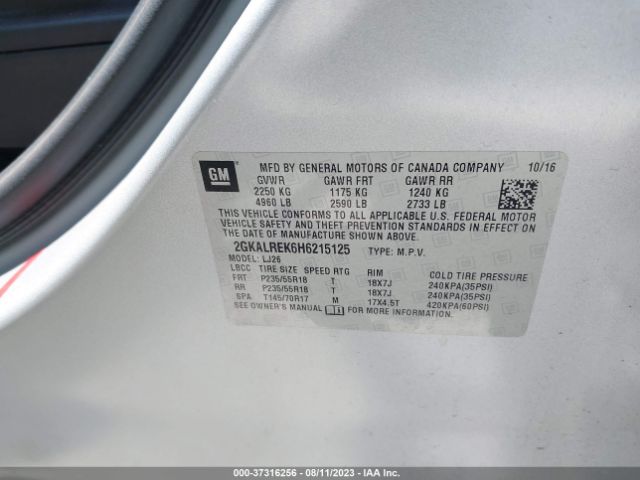 GM
MFD BY GENERAL MOTORS OF CANADA COMPANY 10/16
GVWR GAWR FRT GAWR RR
2250 KG 1175 KG 1240 KG
4960 LB 2590 LB 2733 LB
THIS VEHICLE CONFORMS TO ALL APPLICABLE U.S. FEDERAL MOTOR
VEHICLE SAFETY AND THEFT PREVENTION STANDARDS IN EFFECT ON
THE DATE OF MANUFACTURE SHOWN ABOVE.
2GKALREK6H6215125 TYPE: M.P.V.
MODEL: LJ26
LBCC TIRE SIZE SPEED RTG RIM COLD TIRE PRESSURE
FRT P235/55R18 T 18X7J 240KPA(35PSI)
RR P235/55R18 T 18X7J 240KPA(35PSI)
SPA T145/70R17 M 17X4.5T 420KPA(60PSI)
SEE OWNER'S MANUAL FOR MORE INFORMATION.
000-37316256 - 08/11/2023 - IAA Inc.